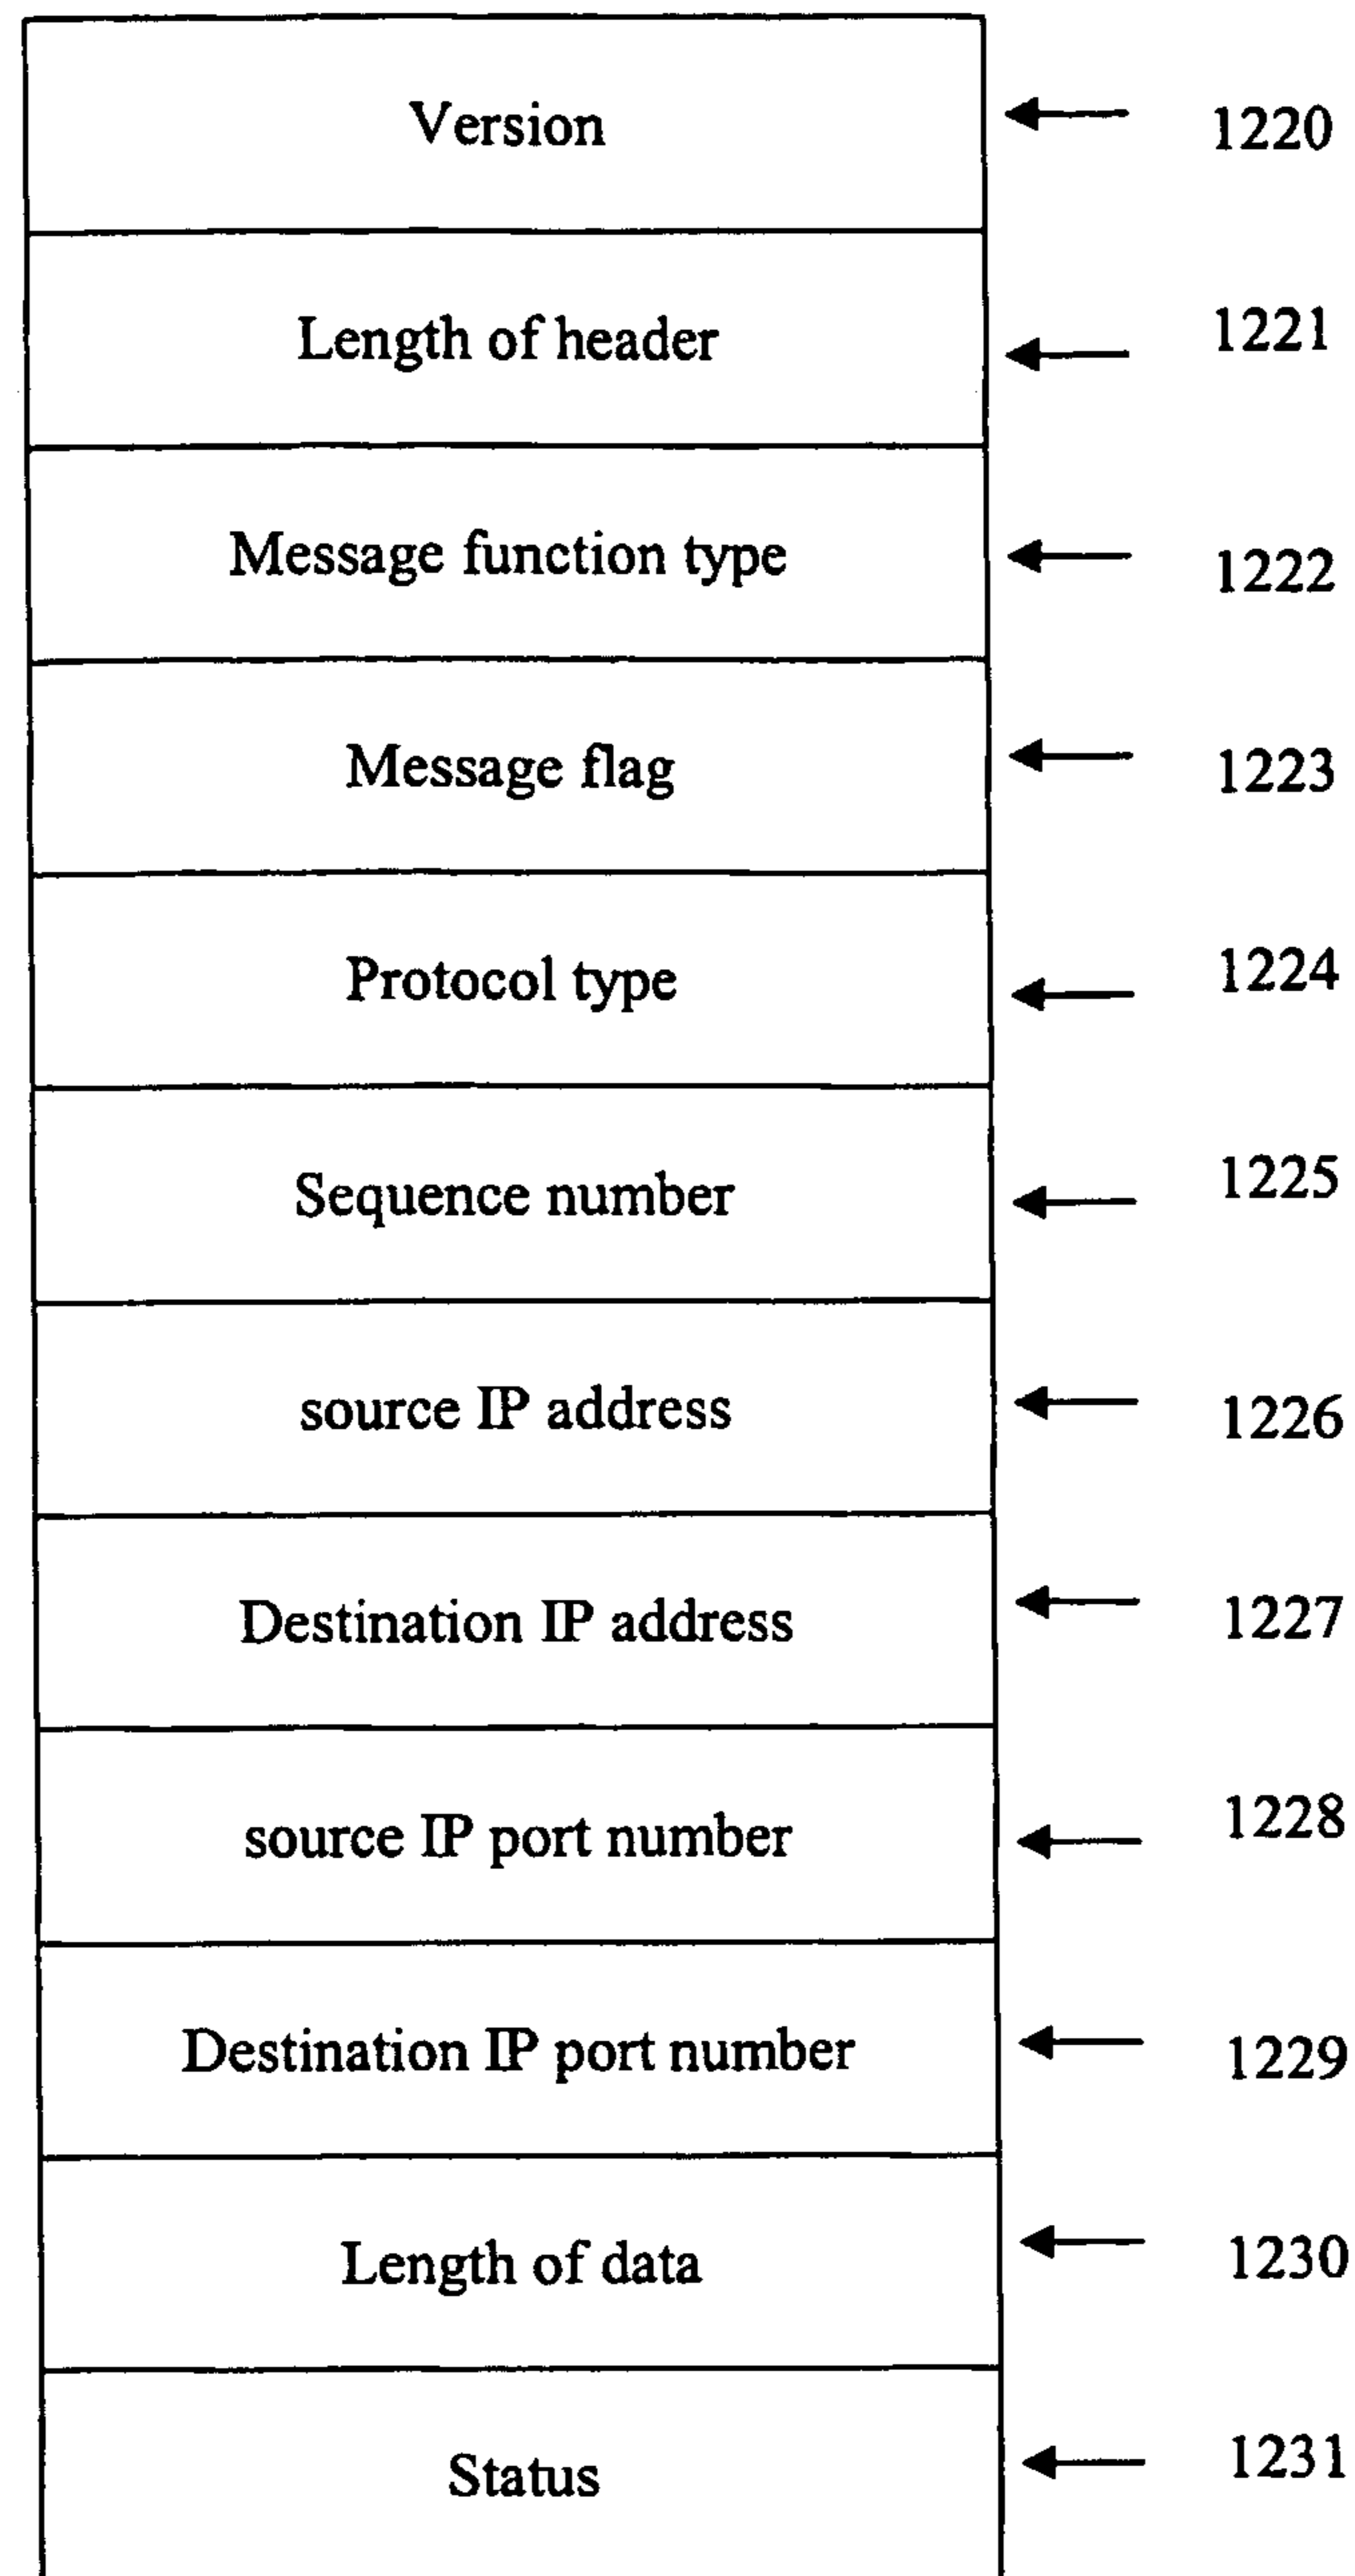 Version 1220
Length of header 1221
Message function type 1222
Message flag 1223
Protocol type 1224
Sequence number 1225
source IP address 1226
Destination IP address 1227
source IP port number 1228
Destination IP port number 1229
Length of data 1230
Status 1231